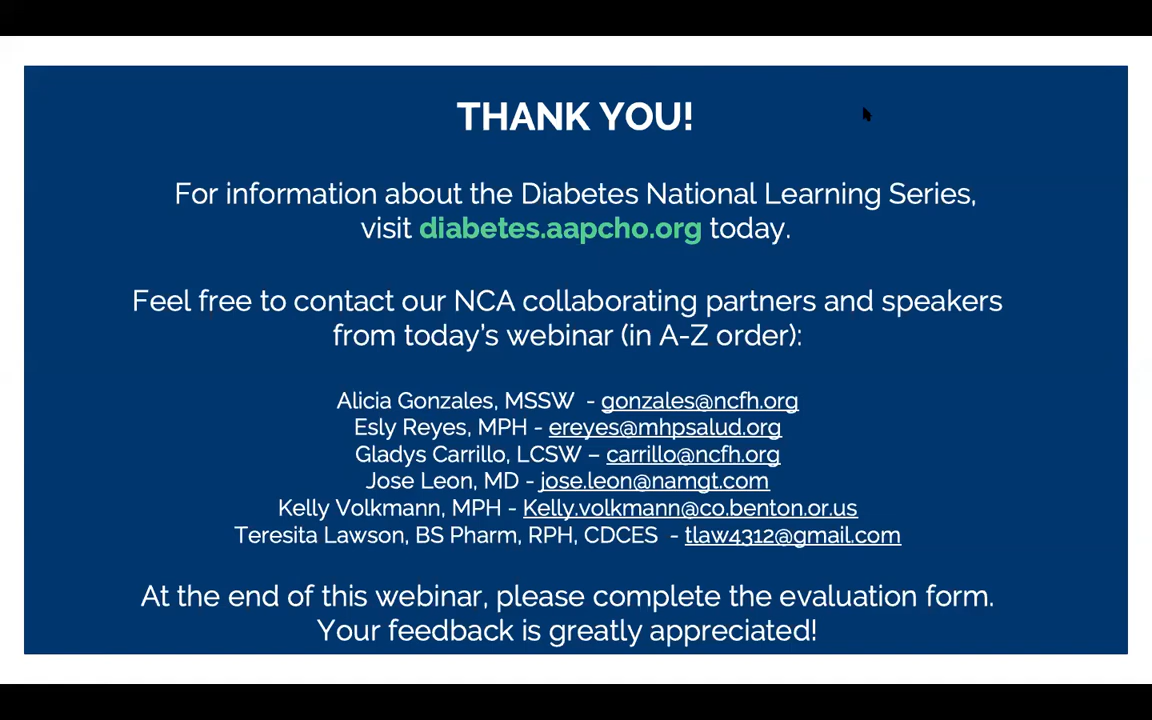 THANK YOU!
For information about the Diabetes National Learning Series,
visit diabetes.aapcho.org today.
Feel free to contact our NCA collaborating partners and speakers
from today's webinar (in A-Z order):
Alicia Gonzales, MSSW - gonzales@ncfh.org
Esly Reyes, MPH - ereyes@mhpsalud.org
Gladys Carrillo, LCSW – carrillo@ncfh.org
Jose Leon, MD - jose.leon@namgt.com
Kelly Volkmann, MPH - Kelly.volkmann@co.benton.or.us
Teresita Lawson, BS Pharm, RPH, CDCES - tlaw4312@gmail.com
At the end of this webinar, please complete the evaluation form.
Your feedback is greatly appreciated!